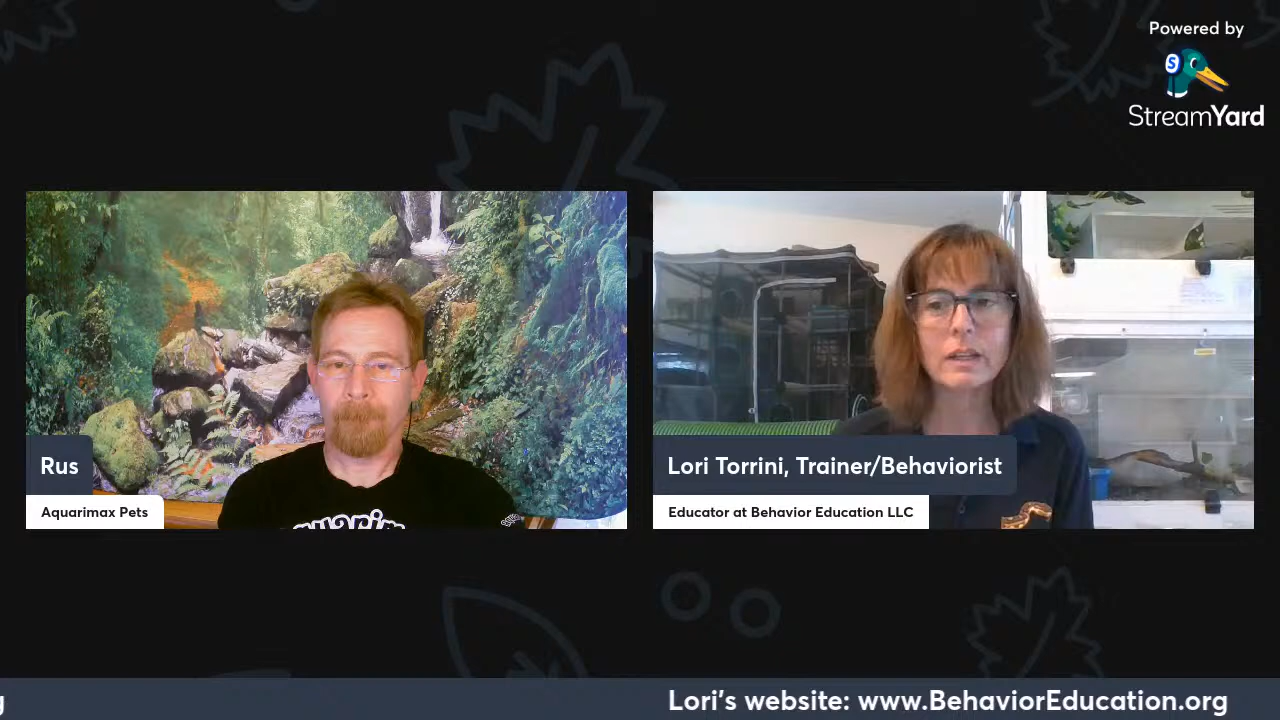 Powered by
StreamYard
Rus
Aquarimax Pets
Lori Torrini, Trainer/Behaviorist
Educator at Behavior Education LLC
Lori's website: www.BehaviorEducation.org